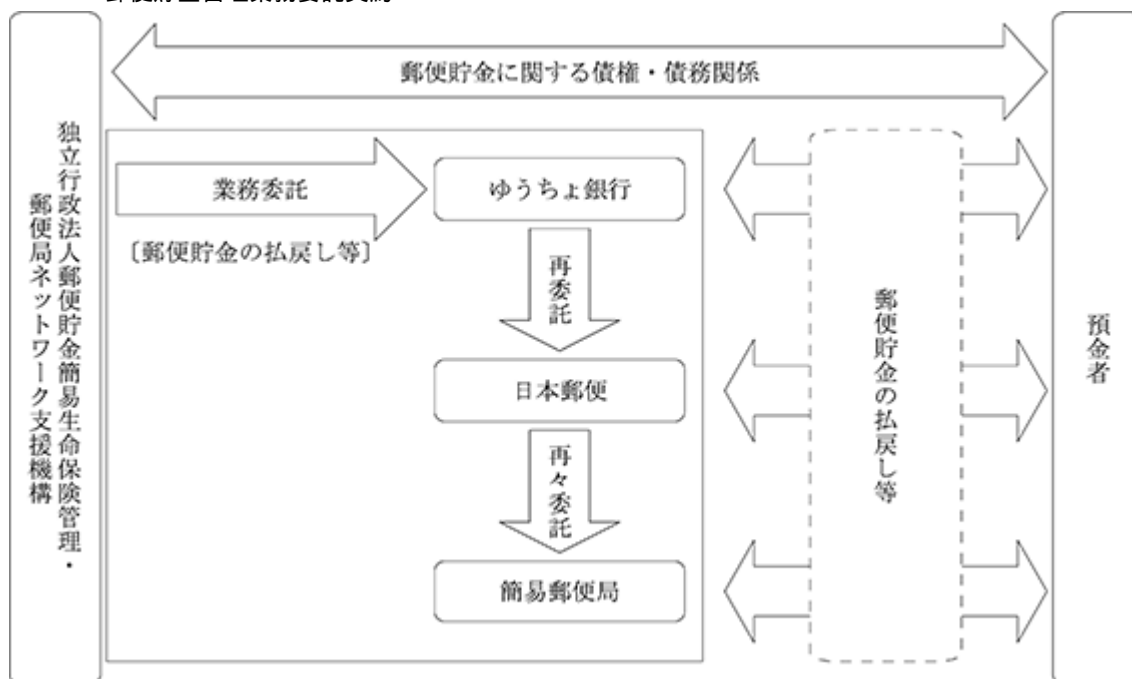 郵便貯金に関する債権・債務関係
独立行政法人郵便貯金簡易生命保険管理・
郵便局ネットワーク支援機構
業務委託
〔郵便貯金の払戻し等〕
ゆうちょ銀行
再委託
日本郵便
再々委託
簡易郵便局
郵便貯金の払戻し等
預金者